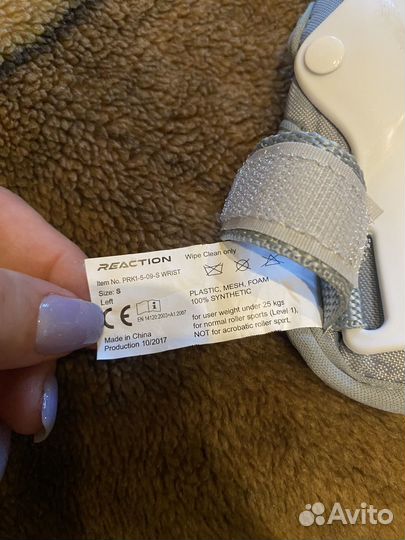 REACTION
Wipe Clean only
Item No. PRK1-5-09-S WRIST
Size: S
Left
PLASTIC, MESH, FOAM
100% SYNTHETIC
CE
EN 14120:2003+A1:2007
for user weight under 25 kgs
for normal roller sports (Level 1),
NOT for acrobatic roller sport.
Made in China
Production 10/2017
Avito